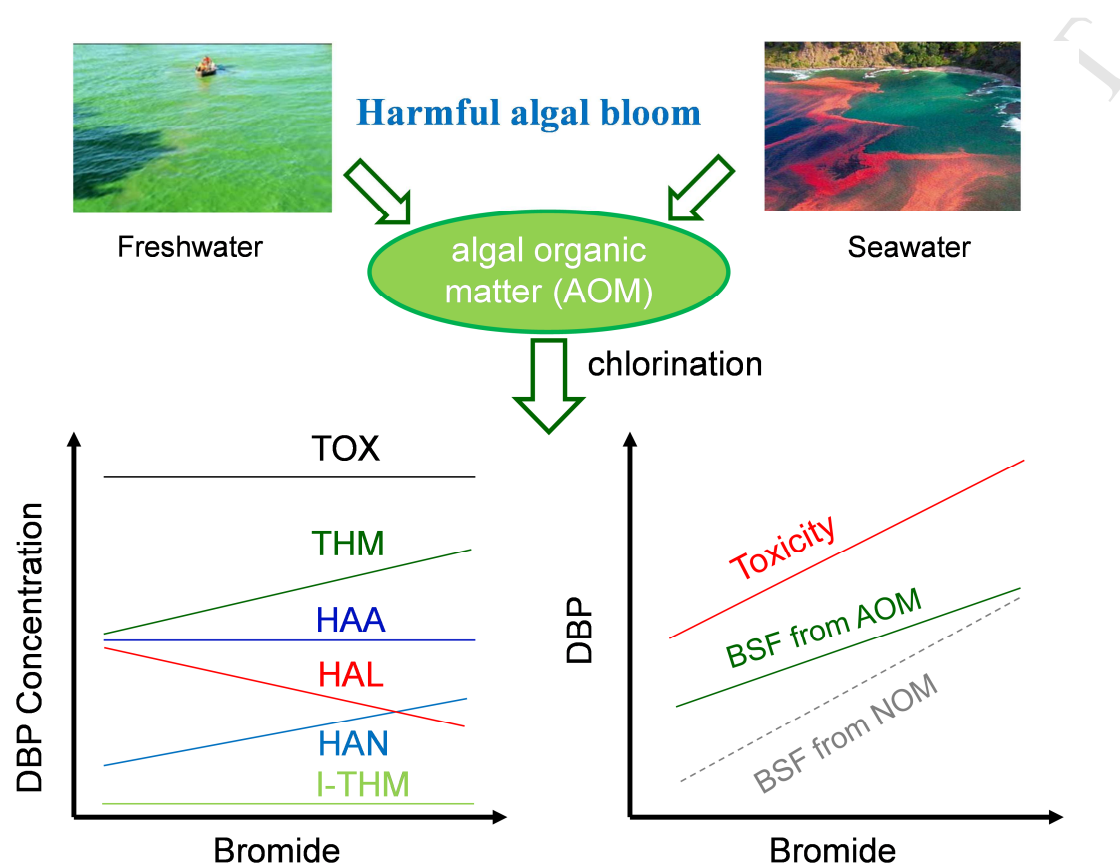 Harmful algal bloom
Freshwater
Seawater
algal organic
matter (AOM)
chlorination
DBP Concentration
TOX
THM
HAA
HAL
HAN
I-THM
Bromide
DBP
Toxicity
BSF from AOM
BSF from NOM
Bromide